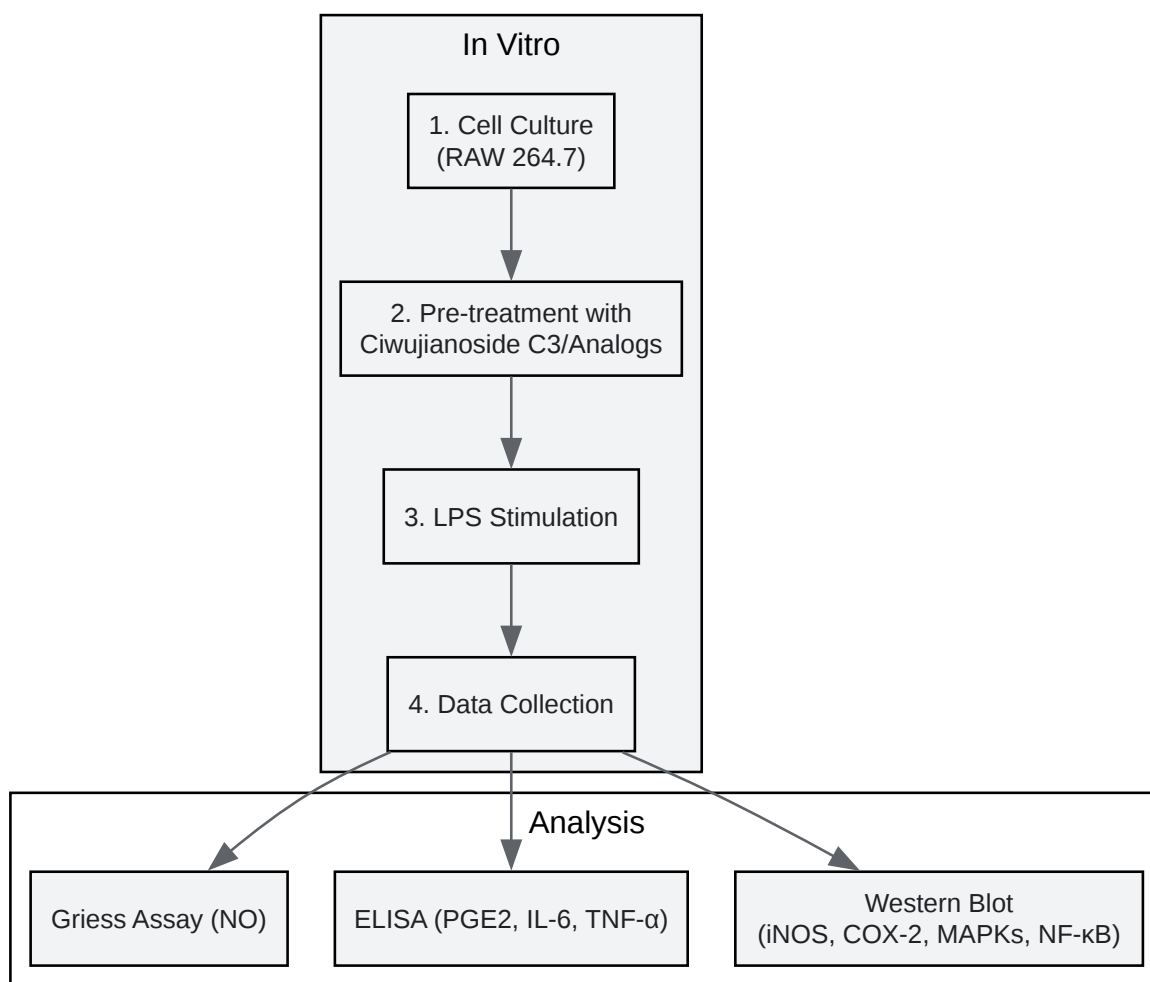 In Vitro
1. Cell Culture
(RAW 264.7)
2. Pre-treatment with
Ciwujianoside C3/Analogs
3. LPS Stimulation
4. Data Collection
Analysis
Griess Assay (NO)
ELISA (PGE2, IL-6, TNF-α)
Western Blot
(iNOS, COX-2, MAPKs, NF-κB)